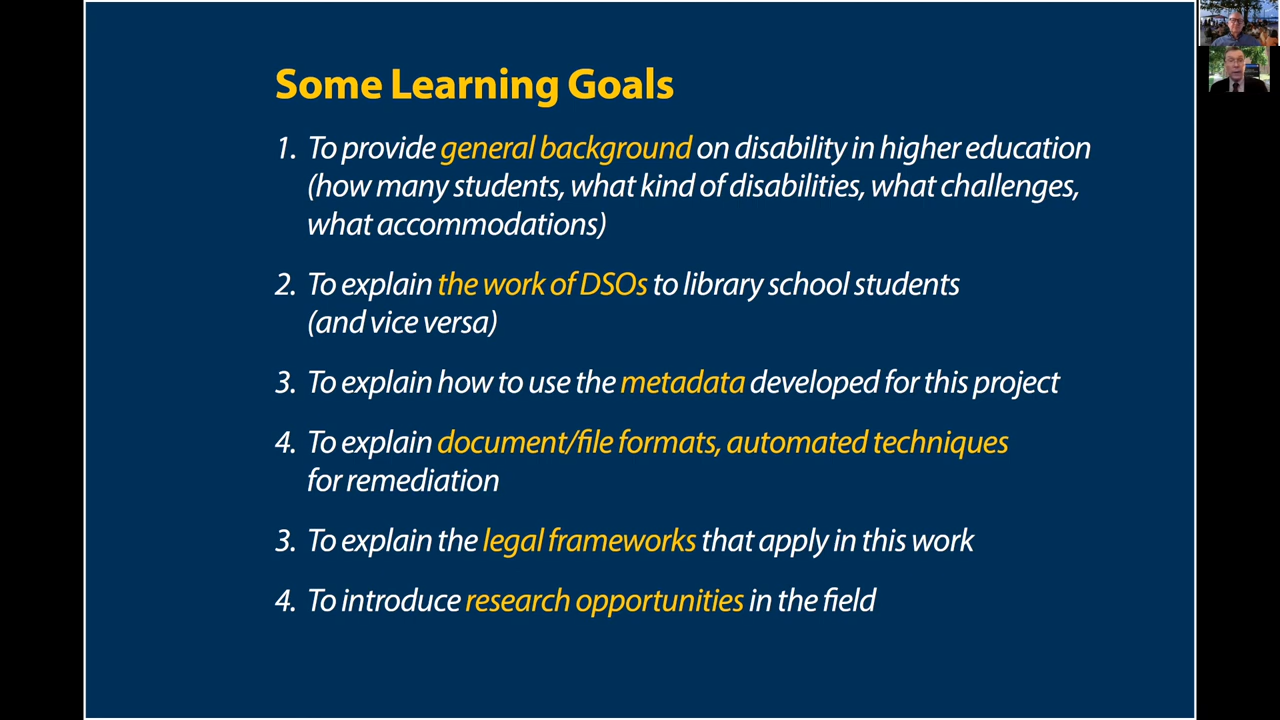 Some Learning Goals
1. To provide general background on disability in higher education
(how many students, what kind of disabilities, what challenges,
what accommodations)
2. To explain the work of DSOs to library school students
(and vice versa)
3. To explain how to use the metadata developed for this project
4. To explain document/file formats, automated techniques
for remediation
3. To explain the legal frameworks that apply in this work
4. To introduce research opportunities in the field